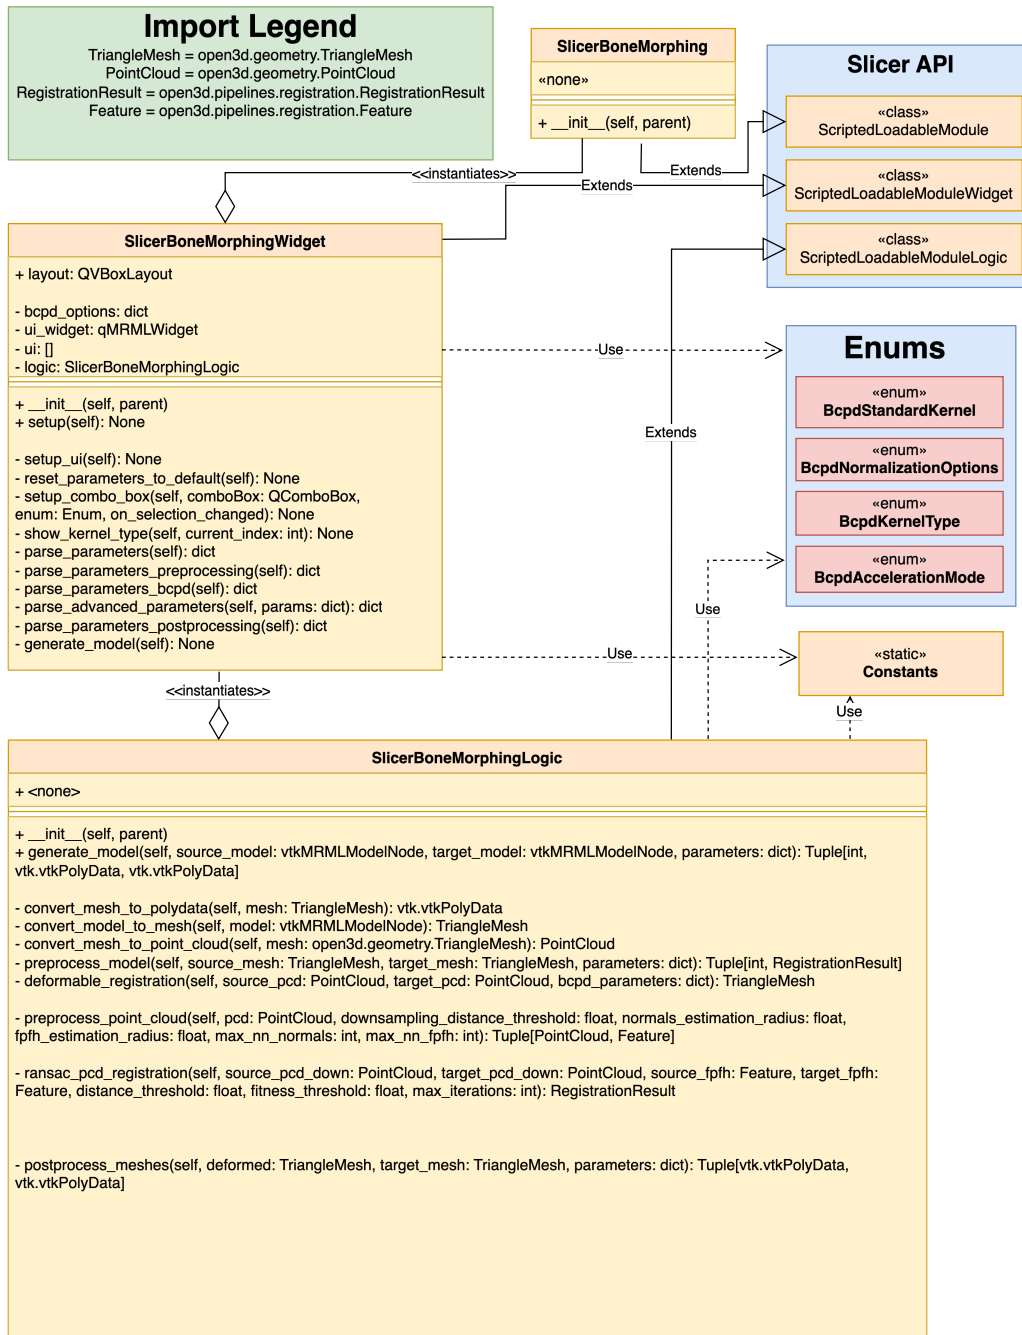 Import Legend
TriangleMesh = open3d.geometry.TriangleMesh
PointCloud = open3d.geometry.PointCloud
RegistrationResult = open3d.pipelines.registration.RegistrationResult
Feature = open3d.pipelines.registration.Feature
SlicerBoneMorphing
«none»
+ __init__(self, parent)
Slicer API
«class»
ScriptedLoadableModule
«class»
ScriptedLoadableModuleWidget
«class»
ScriptedLoadableModuleLogic
<<instantiates>>
Extends
Extends
SlicerBoneMorphingWidget
+ layout: QVBoxLayout
- bcpd_options: dict
- ui_widget: qMRMLWidget
- ui: []
- logic: SlicerBoneMorphingLogic
+ __init__(self, parent)
+ setup(self): None
- setup_ui(self): None
- reset_parameters_to_default(self): None
- setup_combo_box(self, comboBox: QComboBox,
enum: Enum, on_selection_changed): None
- show_kernel_type(self, current_index: int): None
- parse_parameters(self): dict
- parse_parameters_preprocessing(self): dict
- parse_parameters_bcpd(self): dict
- parse_advanced_parameters(self, params: dict): dict
- parse_parameters_postprocessing(self): dict
- generate_model(self): None
Use
Extends
Enums
«enum»
BcpdStandardKernel
«enum»
BcpdNormalizationOptions
«enum»
BcpdKernelType
«enum»
BcpdAccelerationMode
Use
Use
«static»
Constants
Use
<<instantiates>>
SlicerBoneMorphingLogic
+ <none>
+ __init__(self, parent)
+ generate_model(self, source_model: vtkMRMLModelNode, target_model: vtkMRMLModelNode, parameters: dict): Tuple[int,
vtk.vtkPolyData, vtk.vtkPolyData]
- convert_mesh_to_polydata(self, mesh: TriangleMesh): vtk.vtkPolyData
- convert_model_to_mesh(self, model: vtkMRMLModelNode): TriangleMesh
- convert_mesh_to_point_cloud(self, mesh: open3d.geometry.TriangleMesh): PointCloud
- preprocess_model(self, source_mesh: TriangleMesh, target_mesh: TriangleMesh, parameters: dict): Tuple[int, RegistrationResult]
- deformable_registration(self, source_pcd: PointCloud, target_pcd: PointCloud, bcpd_parameters: dict): TriangleMesh
- preprocess_point_cloud(self, pcd: PointCloud, downsampling_distance_threshold: float, normals_estimation_radius: float,
fpfh_estimation_radius: float, max_nn_normals: int, max_nn_fpfh: int): Tuple[PointCloud, Feature]
- ransac_pcd_registration(self, source_pcd_down: PointCloud, target_pcd_down: PointCloud, source_fpfh: Feature, target_fpfh:
Feature, distance_threshold: float, fitness_threshold: float, max_iterations: int): RegistrationResult
- postprocess_meshes(self, deformed: TriangleMesh, target_mesh: TriangleMesh, parameters: dict): Tuple[vtk.vtkPolyData,
vtk.vtkPolyData]